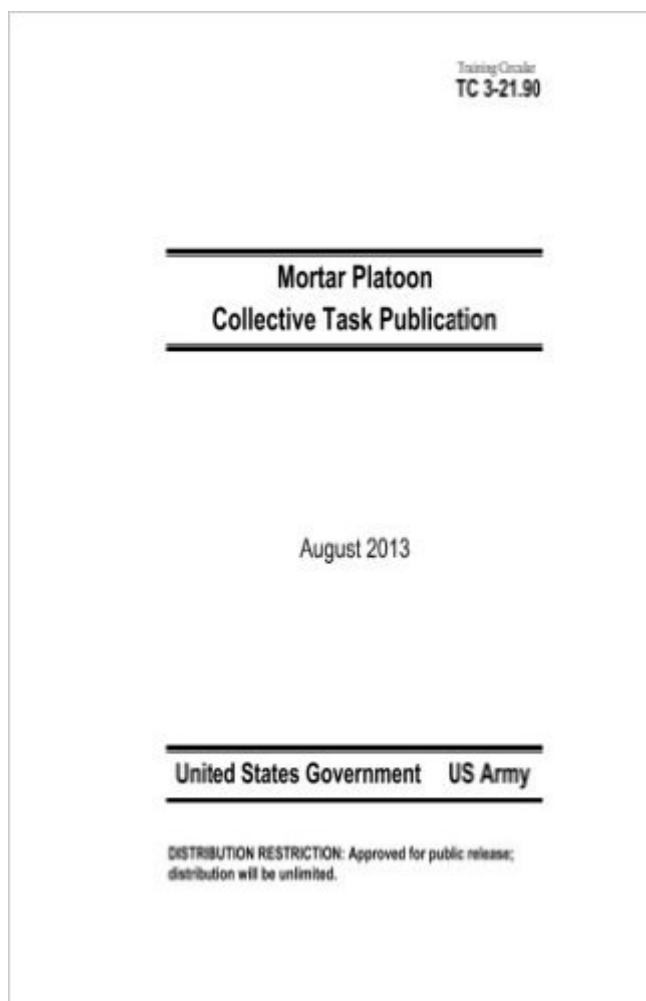 Training Circular
TC 3-21.90
Mortar Platoon
Collective Task Publication
August 2013
United States Government US Army
DISTRIBUTION RESTRICTION: Approved for public release;
distribution will be unlimited.